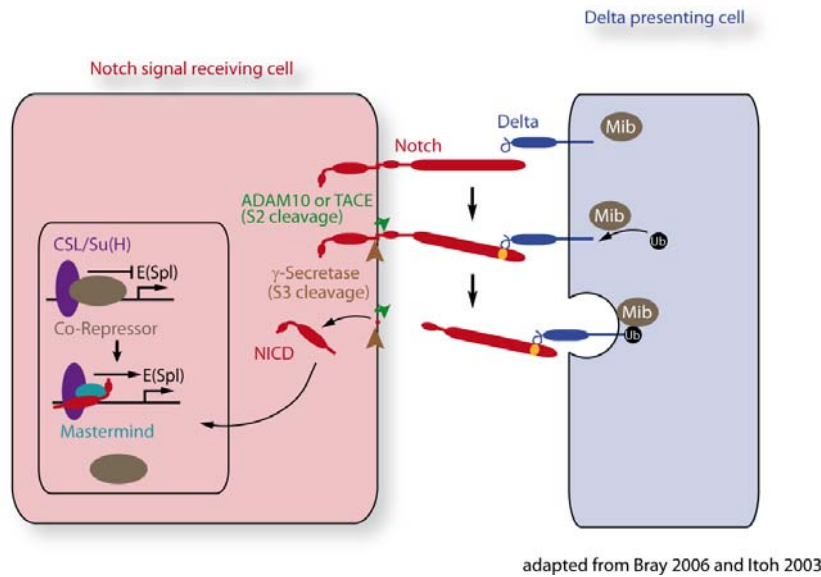 Delta presenting cell
Notch signal receiving cell
Mib
Delta
Notch
ADAM10 or TACE
(S2 cleavage)
Mib
Ub
CSL/Su(H)
E(Spl)
γ-Secretase
(S3 cleavage)
Mib
Ub
Co-Repressor
NICD
E(Spl)
Mastermind
adapted from Bray 2006 and Itoh 2003